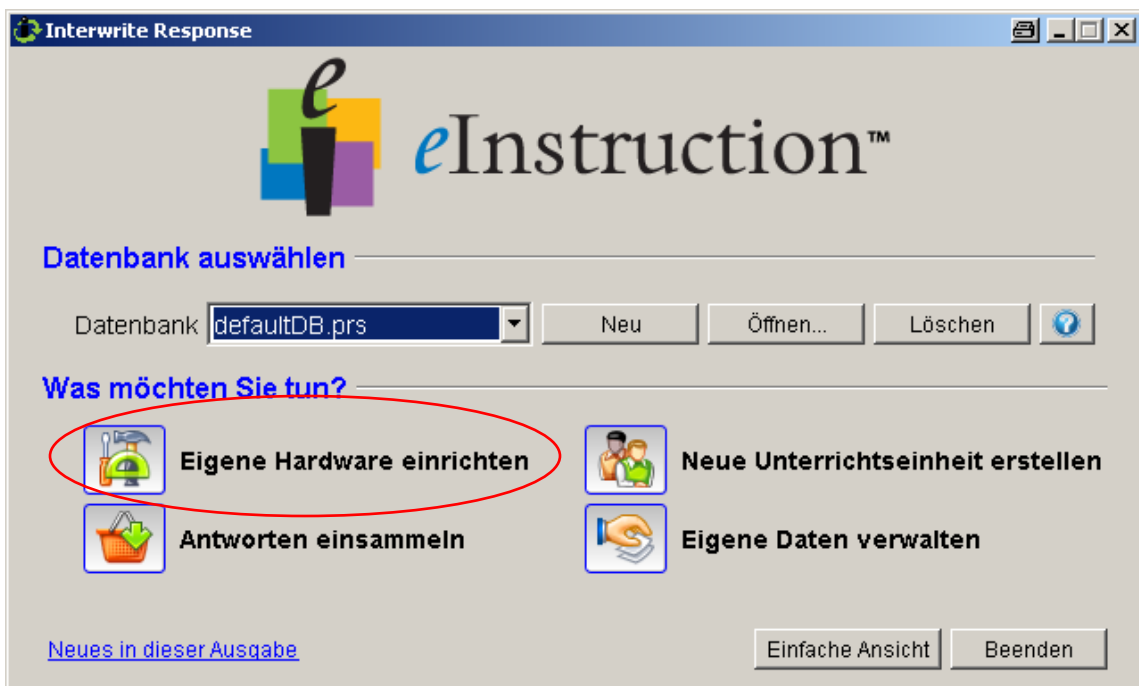 Interwrite Response
eInstruction™
Datenbank auswählen
Datenbank defaultDB.prs Neu Öffnen... Löschen ?
Was möchten Sie tun?
Eigene Hardware einrichten Neue Unterrichtseinheit erstellen
Antworten einsammeln Eigene Daten verwalten
Neues in dieser Ausgabe Einfache Ansicht Beenden